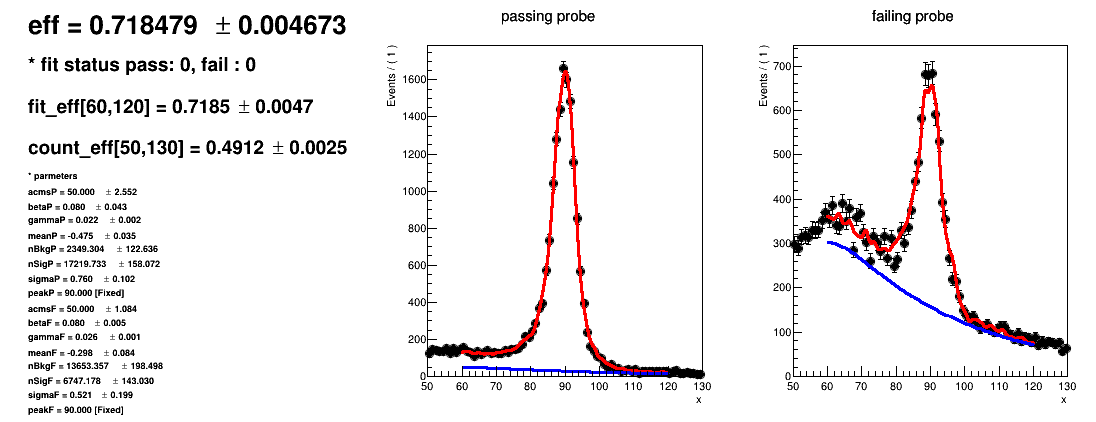 eff = 0.718479 ± 0.004673
* fit status pass: 0, fail : 0
fit_eff[60,120] = 0.7185 ± 0.0047
count_eff[50,130] = 0.4912 ± 0.0025
* parmeters
acmsP = 50.000 ± 2.552
betaP = 0.080 ± 0.043
gammaP = 0.022 ± 0.002
meanP = -0.475 ± 0.035
nBkgP = 2349.304 ± 122.636
nSigP = 17219.733 ± 158.072
sigmaP = 0.760 ± 0.102
peakP = 90.000 [Fixed]
acmsF = 50.000 ± 1.084
betaF = 0.080 ± 0.005
gammaF = 0.026 ± 0.001
meanF = -0.298 ± 0.084
nBkgF = 13653.357 ± 198.498
nSigF = 6747.178 ± 143.030
sigmaF = 0.521 ± 0.199
peakF = 90.000 [Fixed]
passing probe
Events / ( 1 )
1600
1400
1200
1000
800
600
400
200
0
50 60 70 80 90 100 110 120 130
x
failing probe
Events / ( 1 )
700
600
500
400
300
200
100
0
50 60 70 80 90 100 110 120 130
x